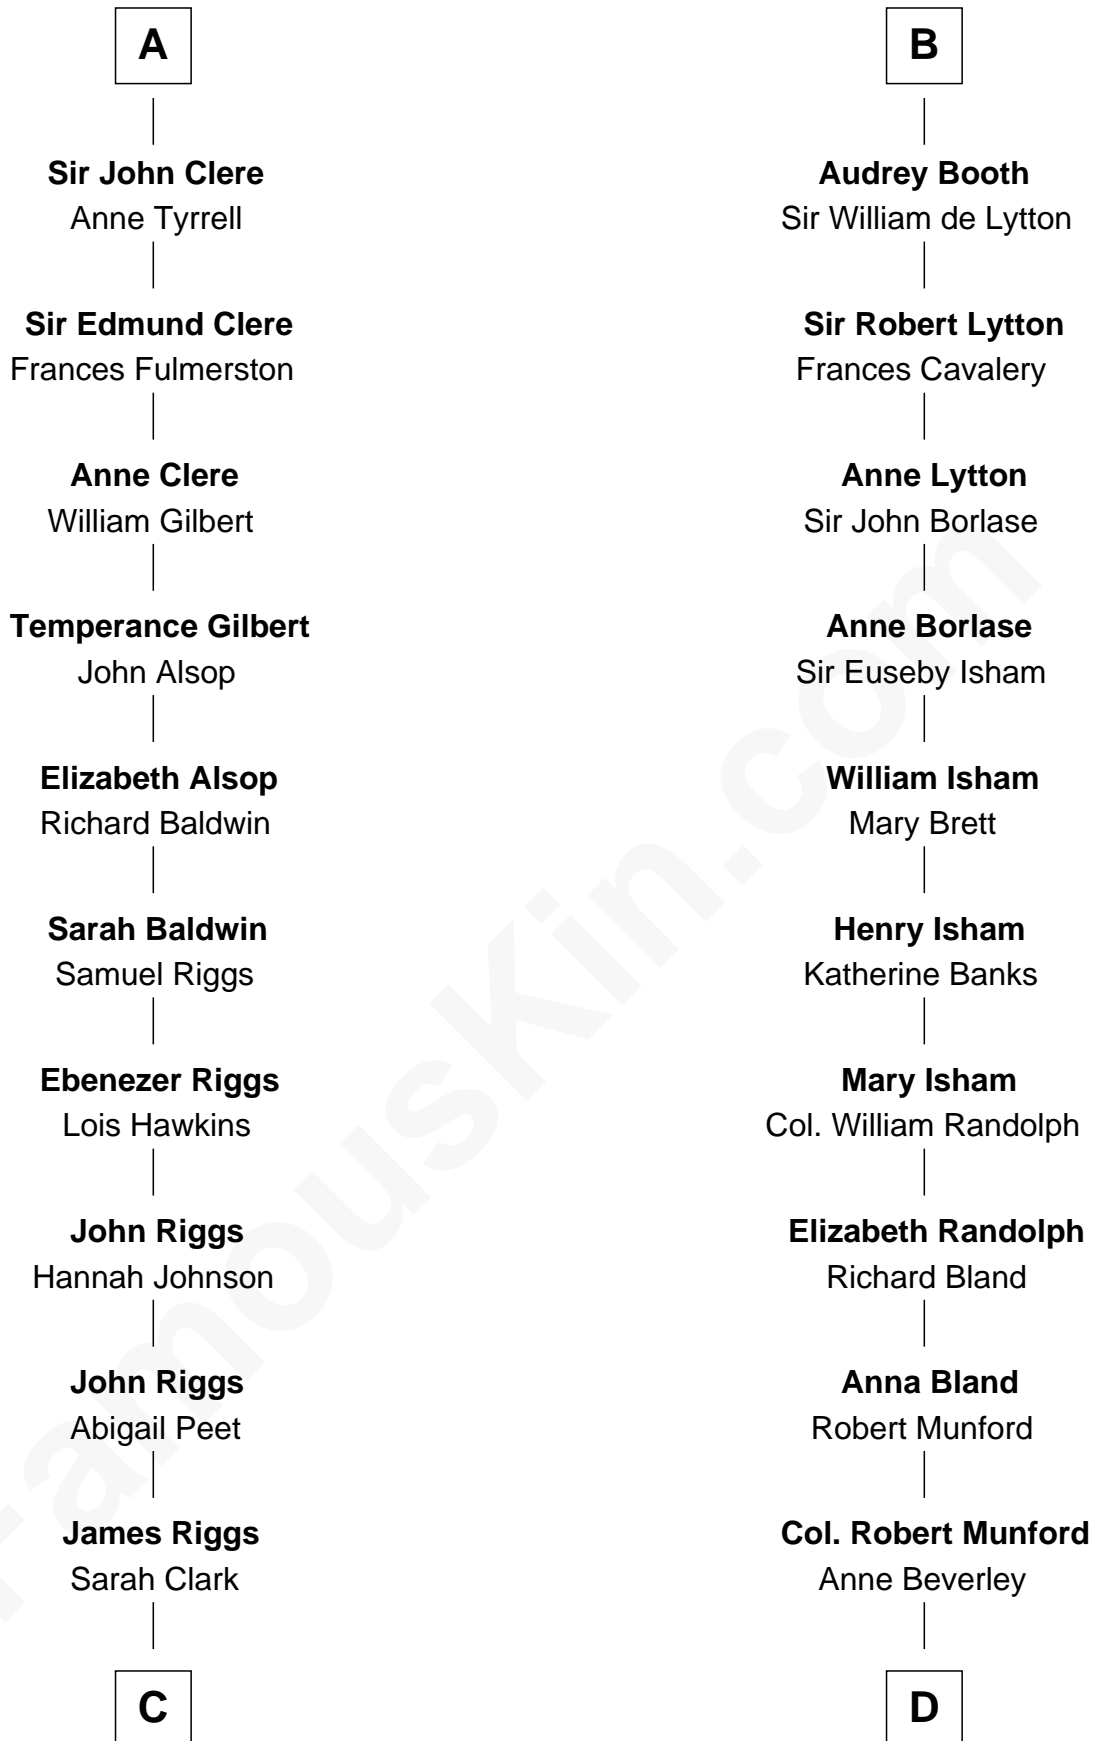 A
Sir John Clere
Anne Tyrrell
Sir Edmund Clere
Frances Fulmerston
Anne Clere
William Gilbert
Temperance Gilbert
John Alsop
Elizabeth Alsop
Richard Baldwin
Sarah Baldwin
Samuel Riggs
Ebenezer Riggs
Lois Hawkins
John Riggs
Hannah Johnson
John Riggs
Abigail Peet
James Riggs
Sarah Clark
C
B
Audrey Booth
Sir William de Lytton
Sir Robert Lytton
Frances Cavalery
Anne Lytton
Sir John Borlase
Anne Borlase
Sir Euseby Isham
William Isham
Mary Brett
Henry Isham
Katherine Banks
Mary Isham
Col. William Randolph
Elizabeth Randolph
Richard Bland
Anna Bland
Robert Munford
Col. Robert Munford
Anne Beverley
D
FamousKin.com